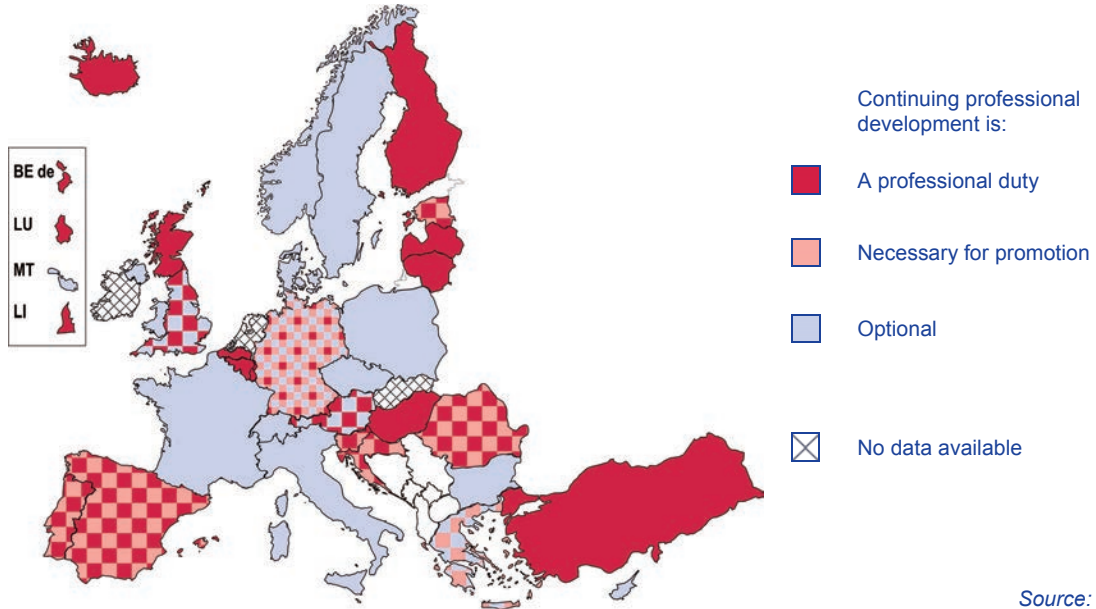 BE de
LU
MT
LI
Continuing professional
development is:
A professional duty
Necessary for promotion
Optional
No data available
Source: